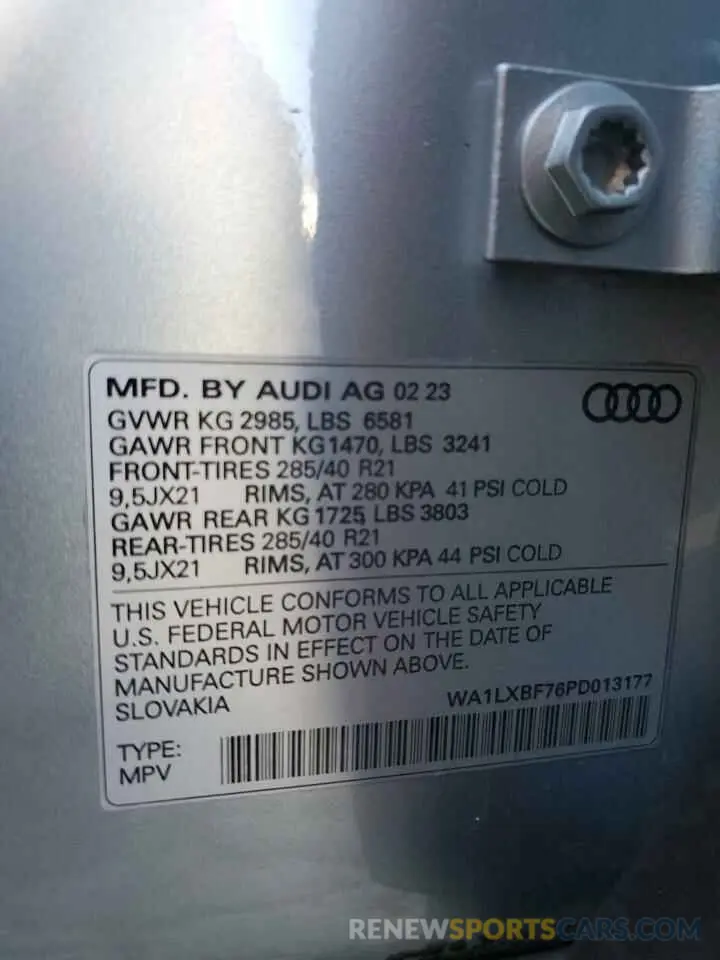 MFD. BY AUDI AG 02 23
GVWR KG 2985, LBS 6581
GAWR FRONT KG1470, LBS 3241
FRONT-TIRES 285/40 R21
9,5JX21 RIMS, AT 280 KPA 41 PSI COLD
GAWR REAR KG 1725, LBS 3803
REAR-TIRES 285/40 R21
9,5JX21 RIMS, AT 300 KPA 44 PSI COLD
THIS VEHICLE CONFORMS TO ALL APPLICABLE
U.S. FEDERAL MOTOR VEHICLE SAFETY
STANDARDS IN EFFECT ON THE DATE OF
MANUFACTURE SHOWN ABOVE.
SLOVAKIA WA1LXBF76PD013177
TYPE:
MPV
RENEWSPORTSCARS.COM